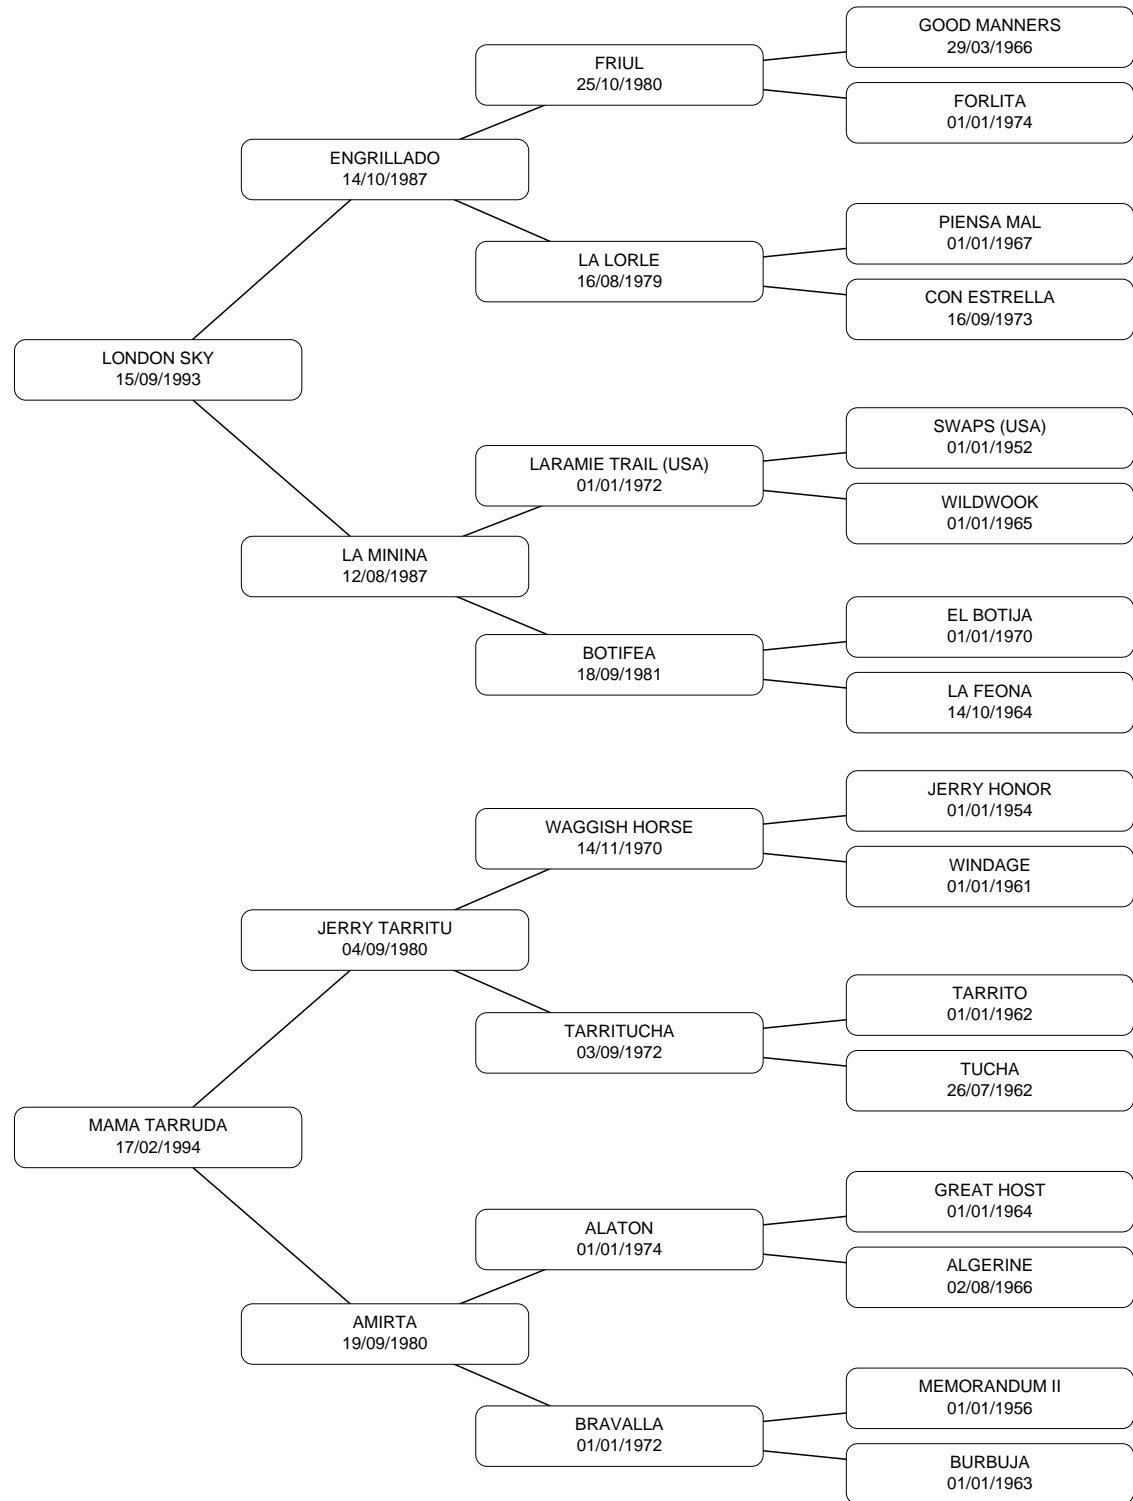 GOOD MANNERS
29/03/1966
FRIUL
25/10/1980
FORLITA
01/01/1974
ENGRILLADO
14/10/1987
PIENSA MAL
01/01/1967
LA LORLE
16/08/1979
CON ESTRELLA
16/09/1973
LONDON SKY
15/09/1993
SWAPS (USA)
01/01/1952
LARAMIE TRAIL (USA)
01/01/1972
WILDWOOK
01/01/1965
LA MININA
12/08/1987
EL BOTIJA
01/01/1970
BOTIFEA
18/09/1981
LA FEONA
14/10/1964
JERRY HONOR
01/01/1954
WAGGISH HORSE
14/11/1970
WINDAGE
01/01/1961
JERRY TARRITU
04/09/1980
TARRITO
01/01/1962
TARRITUCHA
03/09/1972
TUCHA
26/07/1962
MAMA TARRUDA
17/02/1994
GREAT HOST
01/01/1964
ALATON
01/01/1974
ALGERINE
02/08/1966
AMIRTA
19/09/1980
MEMORANDUM II
01/01/1956
BRAVALLA
01/01/1972
BURBUJA
01/01/1963